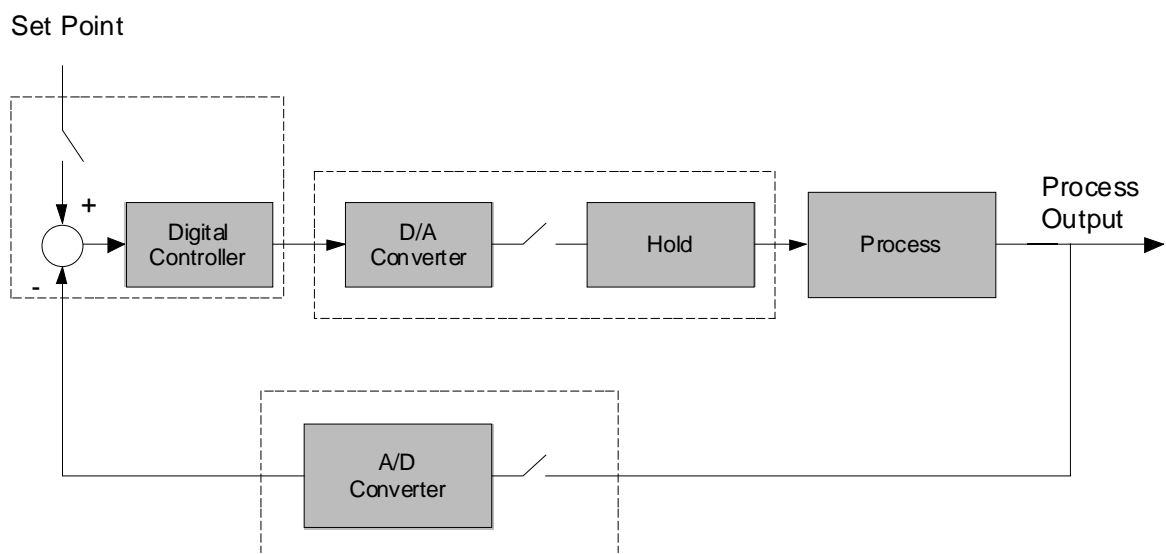 Set Point
+
-
Digital
Controller
D/A
Converter
Hold
Process
Process
Output
A/D
Converter